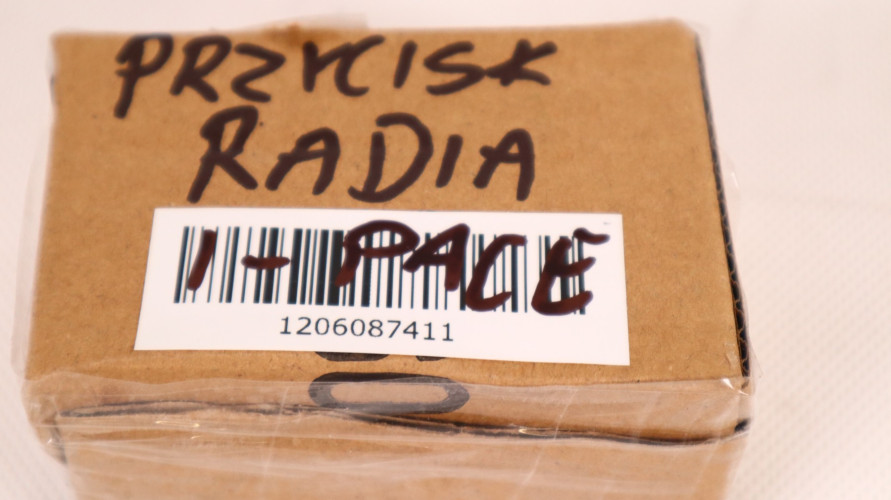 PRZYCISK
RADIA
I-PACE
1206087411